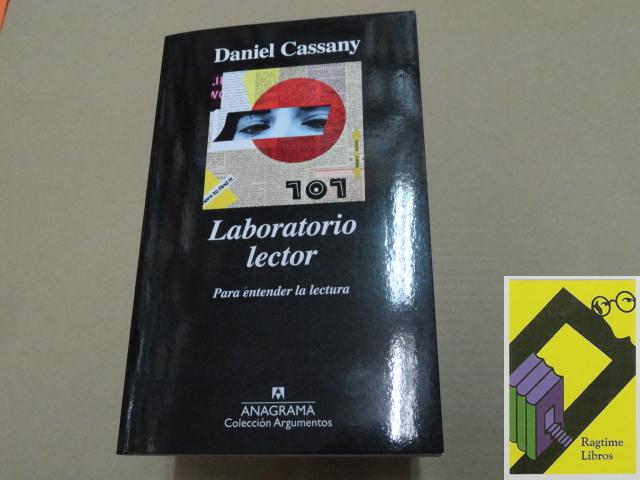 Daniel Cassany
101
Laboratorio
lector
Para entender la lectura
ANAGRAMA
Colección Argumentos
Ragtime
Libros